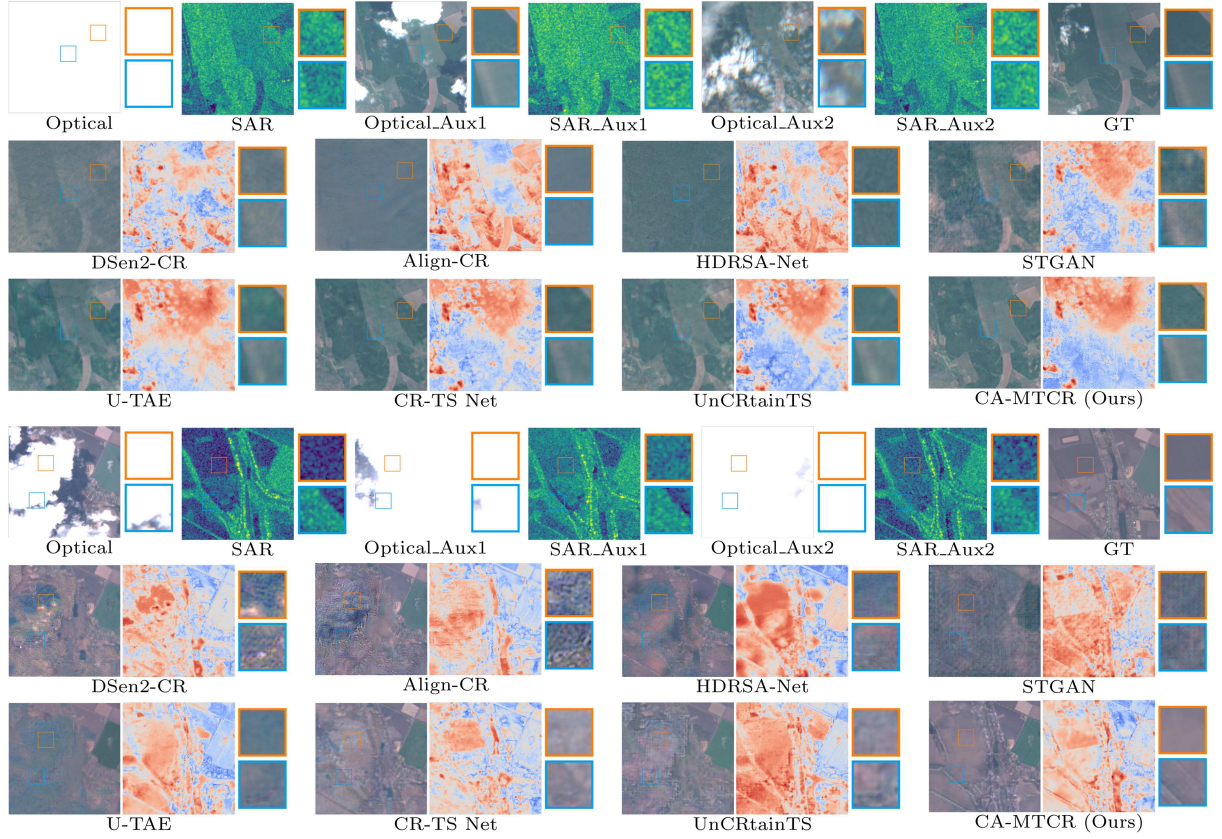 Optical SAR Optical_Aux1 SAR_Aux1 Optical_Aux2 SAR_Aux2 GT
DSen2-CR Align-CR HDRSA-Net STGAN
U-TAE CR-TS Net UnCRtainTS CA-MTCR (Ours)
Optical SAR Optical_Aux1 SAR_Aux1 Optical_Aux2 SAR_Aux2 GT
DSen2-CR Align-CR HDRSA-Net STGAN
U-TAE CR-TS Net UnCRtainTS CA-MTCR (Ours)